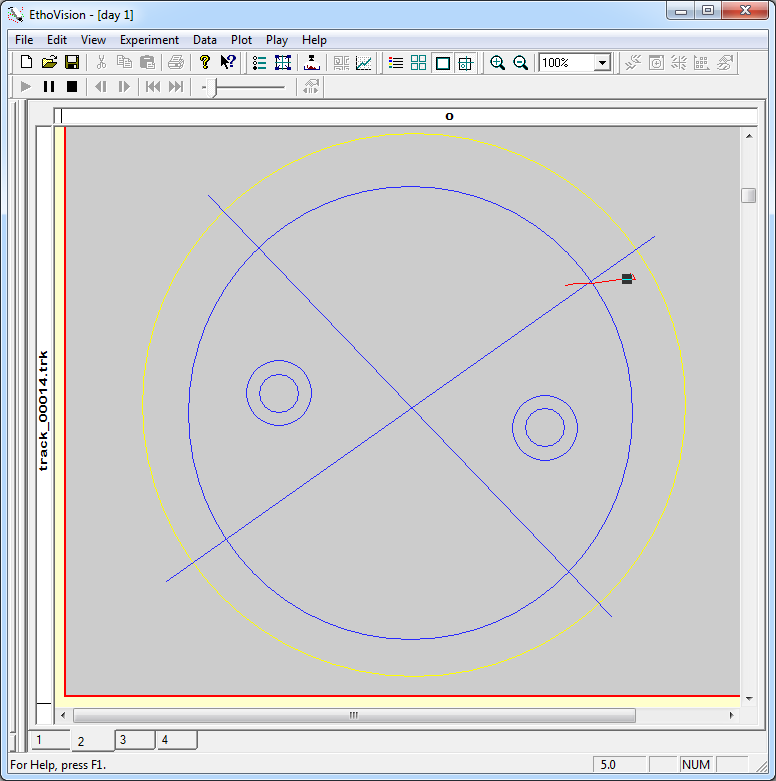 EthoVision - [day 1]
File Edit View Experiment Data Plot Play Help
100%
o
track_00014.trk
1 2 3 4
For Help, press F1.
5.0
NUM